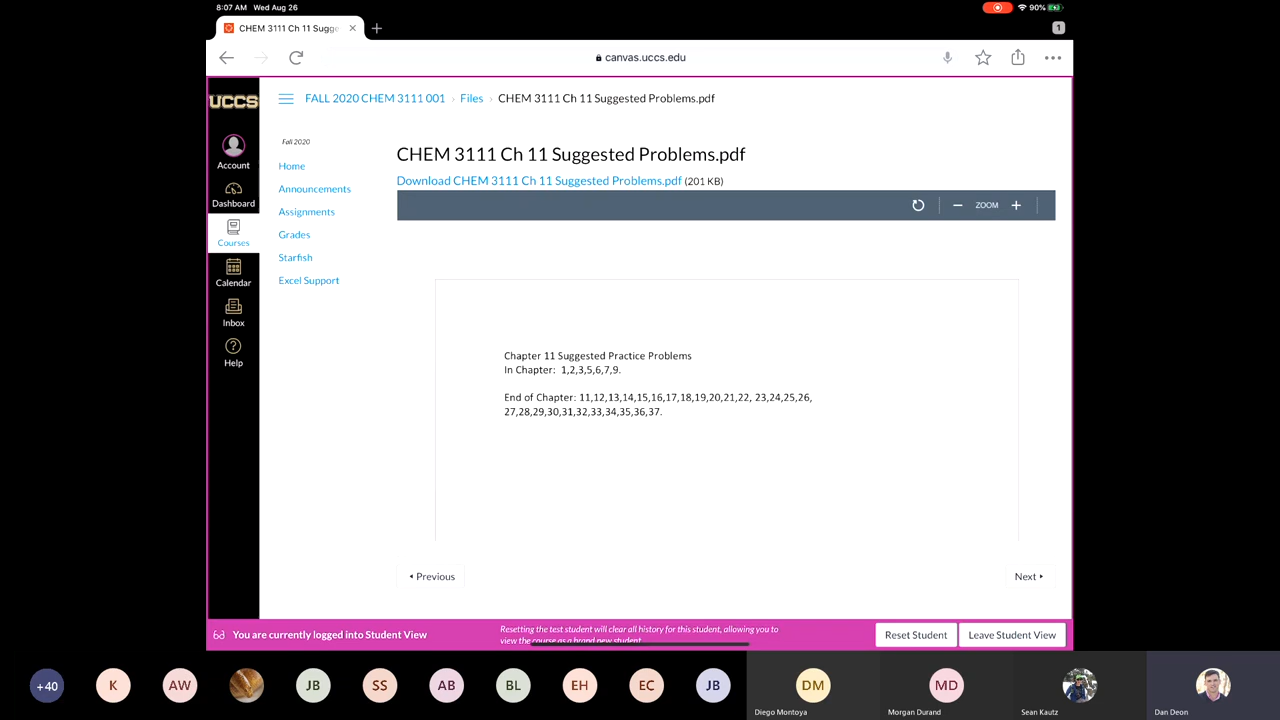 8:07 AM Wed Aug 26
90%
CHEM 3111 Ch 11 Sugge
1
canvas.uccs.edu
UCCS
FALL 2020 CHEM 3111 001 › Files › CHEM 3111 Ch 11 Suggested Problems.pdf
Account
Dashboard
Courses
Calendar
Inbox
Help
Fall 2020
Home
Announcements
Assignments
Grades
Starfish
Excel Support
CHEM 3111 Ch 11 Suggested Problems.pdf
Download CHEM 3111 Ch 11 Suggested Problems.pdf (201 KB)
ZOOM
Chapter 11 Suggested Practice Problems
In Chapter: 1,2,3,5,6,7,9.
End of Chapter: 11,12,13,14,15,16,17,18,19,20,21,22, 23,24,25,26,
27,28,29,30,31,32,33,34,35,36,37.
Previous
Next
You are currently logged into Student View
Resetting the test student will clear all history for this student, allowing you to
view the course as a brand new student
Reset Student
Leave Student View
+40
K
AW
JB
SS
AB
BL
EH
EC
JB
DM
MD
Diego Montoya
Morgan Durand
Sean Kautz
Dan Deon